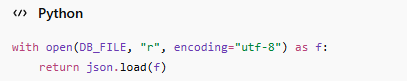 </> Python
with open(DB_FILE, "r", encoding="utf-8") as f:
    return json.load(f)